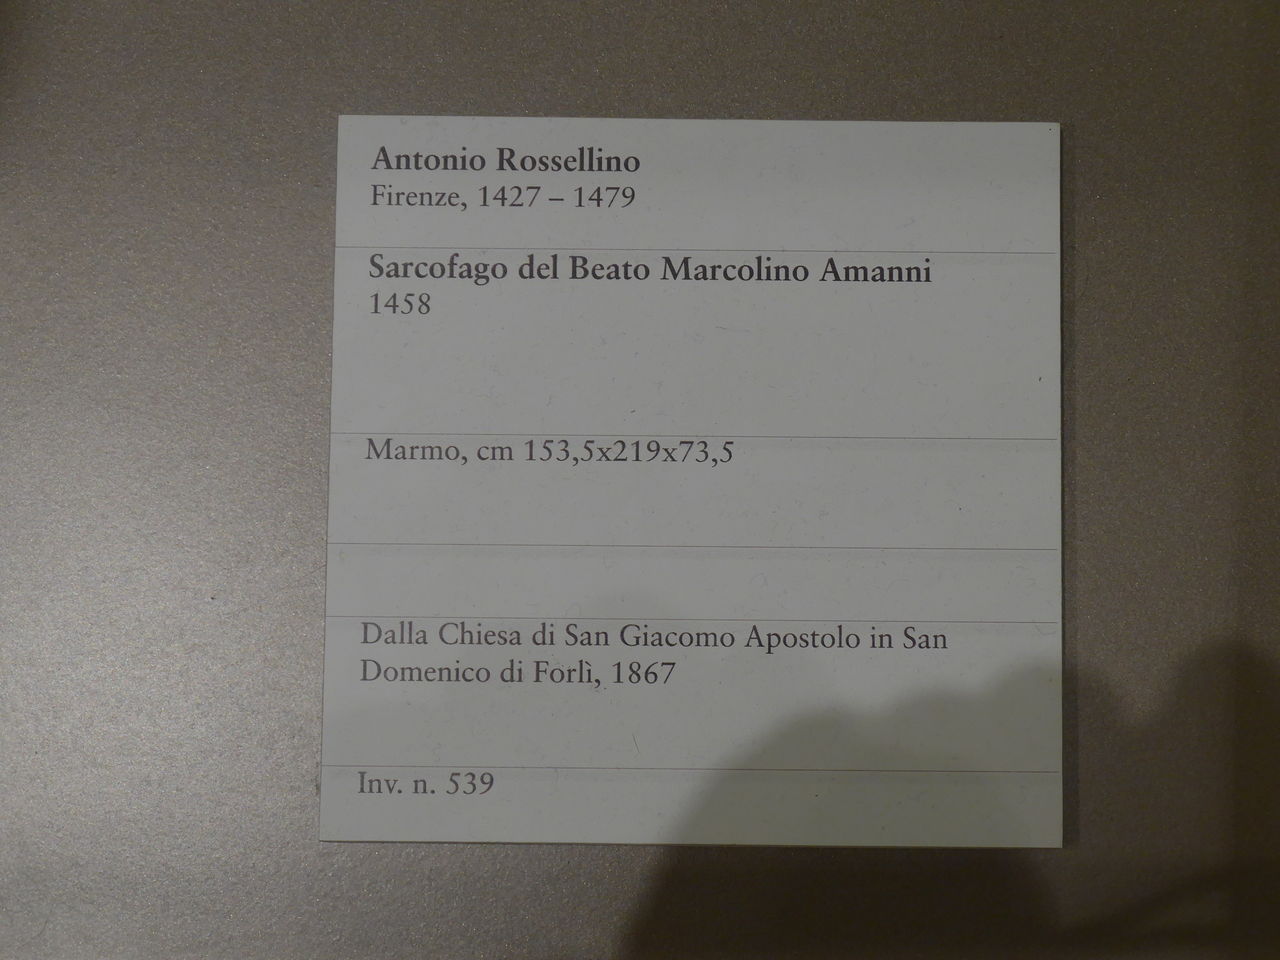 Antonio Rossellino
Firenze, 1427 – 1479
Sarcofago del Beato Marcolino Amanni
1458
Marmo, cm 153,5x219x73,5
Dalla Chiesa di San Giacomo Apostolo in San
Domenico di Forlì, 1867
Inv. n. 539